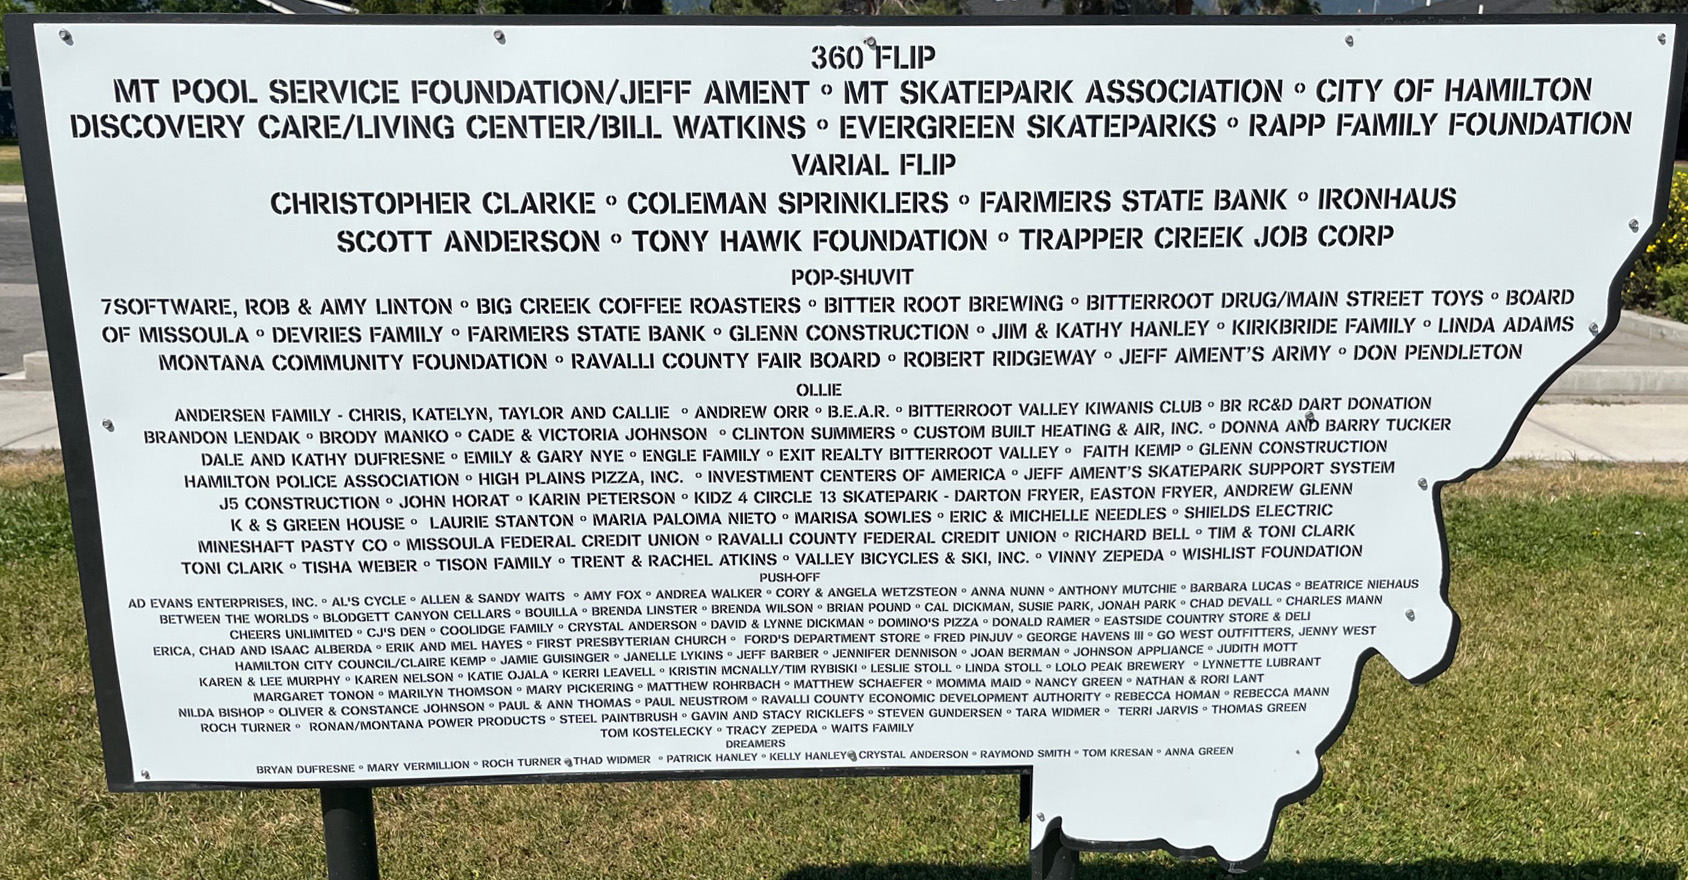 360 FLIP
MT POOL SERVICE FOUNDATION/JEFF AMENT ° MT SKATEPARK ASSOCIATION ° CITY OF HAMILTON
DISCOVERY CARE/LIVING CENTER/BILL WATKINS ° EVERGREEN SKATEPARKS ° RAPP FAMILY FOUNDATION
VARIAL FLIP
CHRISTOPHER CLARKE ° COLEMAN SPRINKLERS ° FARMERS STATE BANK ° IRONHAUS
SCOTT ANDERSON ° TONY HAWK FOUNDATION ° TRAPPER CREEK JOB CORP
POP-SHUVIT
7SOFTWARE, ROB & AMY LINTON ° BIG CREEK COFFEE ROASTERS ° BITTER ROOT BREWING ° BITTERROOT DRUG/MAIN STREET TOYS ° BOARD
OF MISSOULA ° DEVRIES FAMILY ° FARMERS STATE BANK ° GLENN CONSTRUCTION ° JIM & KATHY HANLEY ° KIRKBRIDE FAMILY ° LINDA ADAMS
MONTANA COMMUNITY FOUNDATION ° RAVALLI COUNTY FAIR BOARD ° ROBERT RIDGEWAY ° JEFF AMENT'S ARMY ° DON PENDLETON
OLLIE
ANDERSEN FAMILY - CHRIS, KATELYN, TAYLOR AND CALLIE ° ANDREW ORR ° B.E.A.R. ° BITTERROOT VALLEY KIWANIS CLUB ° BR RC&D DART DONATION
BRANDON LENDAK ° BRODY MANKO ° CADE & VICTORIA JOHNSON ° CLINTON SUMMERS ° CUSTOM BUILT HEATING & AIR, INC. ° DONNA AND BARRY TUCKER
DALE AND KATHY DUFRESNE ° EMILY & GARY NYE ° ENGLE FAMILY ° EXIT REALTY BITTERROOT VALLEY ° FAITH KEMP ° GLENN CONSTRUCTION
HAMILTON POLICE ASSOCIATION ° HIGH PLAINS PIZZA, INC. ° INVESTMENT CENTERS OF AMERICA ° JEFF AMENT'S SKATEPARK SUPPORT SYSTEM
J5 CONSTRUCTION ° JOHN HORAT ° KARIN PETERSON ° KIDZ 4 CIRCLE 13 SKATEPARK - DARTON FRYER, EASTON FRYER, ANDREW GLENN
K & S GREEN HOUSE ° LAURIE STANTON ° MARIA PALOMA NIETO ° MARISA SOWLES ° ERIC & MICHELLE NEEDLES ° SHIELDS ELECTRIC
MINESHAFT PASTY CO ° MISSOULA FEDERAL CREDIT UNION ° RAVALLI COUNTY FEDERAL CREDIT UNION ° RICHARD BELL ° TIM & TONI CLARK
TONI CLARK ° TISHA WEBER ° TISON FAMILY ° TRENT & RACHEL ATKINS ° VALLEY BICYCLES & SKI, INC. ° VINNY ZEPEDA ° WISHLIST FOUNDATION
PUSH-OFF
AD EVANS ENTERPRISES, INC. ° AL'S CYCLE ° ALLEN & SANDY WAITS ° AMY FOX ° ANDREA WALKER ° CORY & ANGELA WETZSTEON ° ANNA NUNN ° ANTHONY MUTCHIE ° BARBARA LUCAS ° BEATRICE NIEHAUS
BETWEEN THE WORLDS ° BLODGETT CANYON CELLARS ° BOUILLA ° BRENDA LINSTER ° BRENDA WILSON ° BRIAN POUND ° CAL DICKMAN, SUSIE PARK, JONAH PARK ° CHAD DEVALL ° CHARLES MANN
CHEERS UNLIMITED ° CJ'S DEN ° COOLIDGE FAMILY ° CRYSTAL ANDERSON ° DAVID & LYNNE DICKMAN ° DOMINO'S PIZZA ° DONALD RAMER ° EASTSIDE COUNTRY STORE & DELI
ERICA, CHAD AND ISAAC ALBERDA ° ERIK AND MEL HAYES ° FIRST PRESBYTERIAN CHURCH ° FORD'S DEPARTMENT STORE ° FRED PINJUV ° GEORGE HAVENS III ° GO WEST OUTFITTERS, JENNY WEST
HAMILTON CITY COUNCIL/CLAIRE KEMP ° JAMIE GUISINGER ° JANELLE LYKINS ° JEFF BARBER ° JENNIFER DENNISON ° JOAN BERMAN ° JOHNSON APPLIANCE ° JUDITH MOTT
KAREN & LEE MURPHY ° KAREN NELSON ° KATIE OJALA ° KERRI LEAVELL ° KRISTIN MCNALLY/TIM RYBISKI ° LESLIE STOLL ° LINDA STOLL ° LOLO PEAK BREWERY ° LYNNETTE LUBRANT
MARGARET TONON ° MARILYN THOMSON ° MARY PICKERING ° MATTHEW ROHRBACH ° MATTHEW SCHAEFER ° MOMMA MAID ° NANCY GREEN ° NATHAN & RORI LANT
NILDA BISHOP ° OLIVER & CONSTANCE JOHNSON ° PAUL & ANN THOMAS ° PAUL NEUSTROM ° RAVALLI COUNTY ECONOMIC DEVELOPMENT AUTHORITY ° REBECCA HOMAN ° REBECCA MANN
ROCH TURNER ° RONAN/MONTANA POWER PRODUCTS ° STEEL PAINTBRUSH ° GAVIN AND STACY RICKLEFS ° STEVEN GUNDERSEN ° TARA WIDMER ° TERRI JARVIS ° THOMAS GREEN
TOM KOSTELECKY ° TRACY ZEPEDA ° WAITS FAMILY
DREAMERS
BRYAN DUFRESNE ° MARY VERMILLION ° ROCH TURNER ° THAD WIDMER ° PATRICK HANLEY ° KELLY HANLEY ° CRYSTAL ANDERSON ° RAYMOND SMITH ° TOM KRESAN ° ANNA GREEN